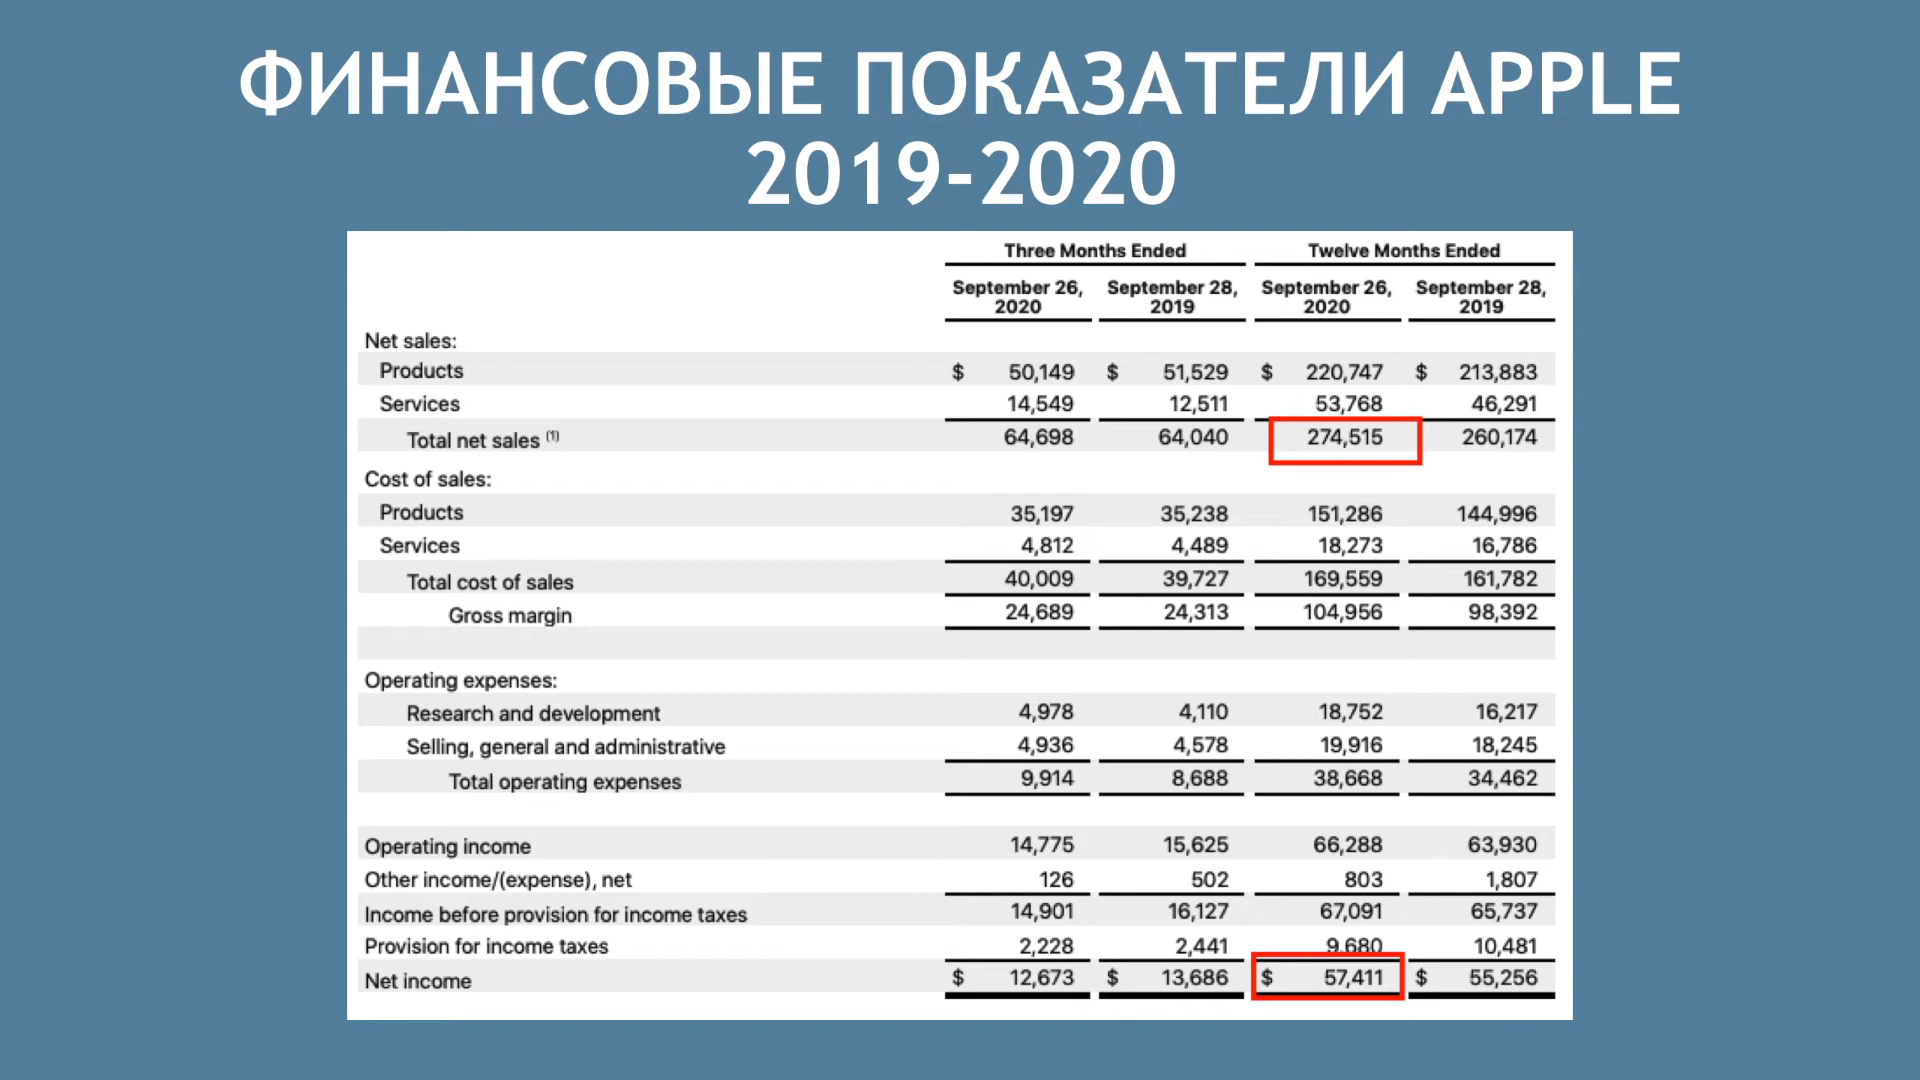 ФИНАНСОВЫЕ ПОКАЗАТЕЛИ APPLE
2019-2020
Three Months Ended Twelve Months Ended
September 26, 2020 September 28, 2019 September 26, 2020 September 28, 2019
Net sales:
Products $ 50,149 $ 51,529 $ 220,747 $ 213,883
Services 14,549 12,511 53,768 46,291
Total net sales (1) 64,698 64,040 274,515 260,174
Cost of sales:
Products 35,197 35,238 151,286 144,996
Services 4,812 4,489 18,273 16,786
Total cost of sales 40,009 39,727 169,559 161,782
Gross margin 24,689 24,313 104,956 98,392
Operating expenses:
Research and development 4,978 4,110 18,752 16,217
Selling, general and administrative 4,936 4,578 19,916 18,245
Total operating expenses 9,914 8,688 38,668 34,462
Operating income 14,775 15,625 66,288 63,930
Other income/(expense), net 126 502 803 1,807
Income before provision for income taxes 14,901 16,127 67,091 65,737
Provision for income taxes 2,228 2,441 9,680 10,481
Net income $ 12,673 $ 13,686 $ 57,411 $ 55,256